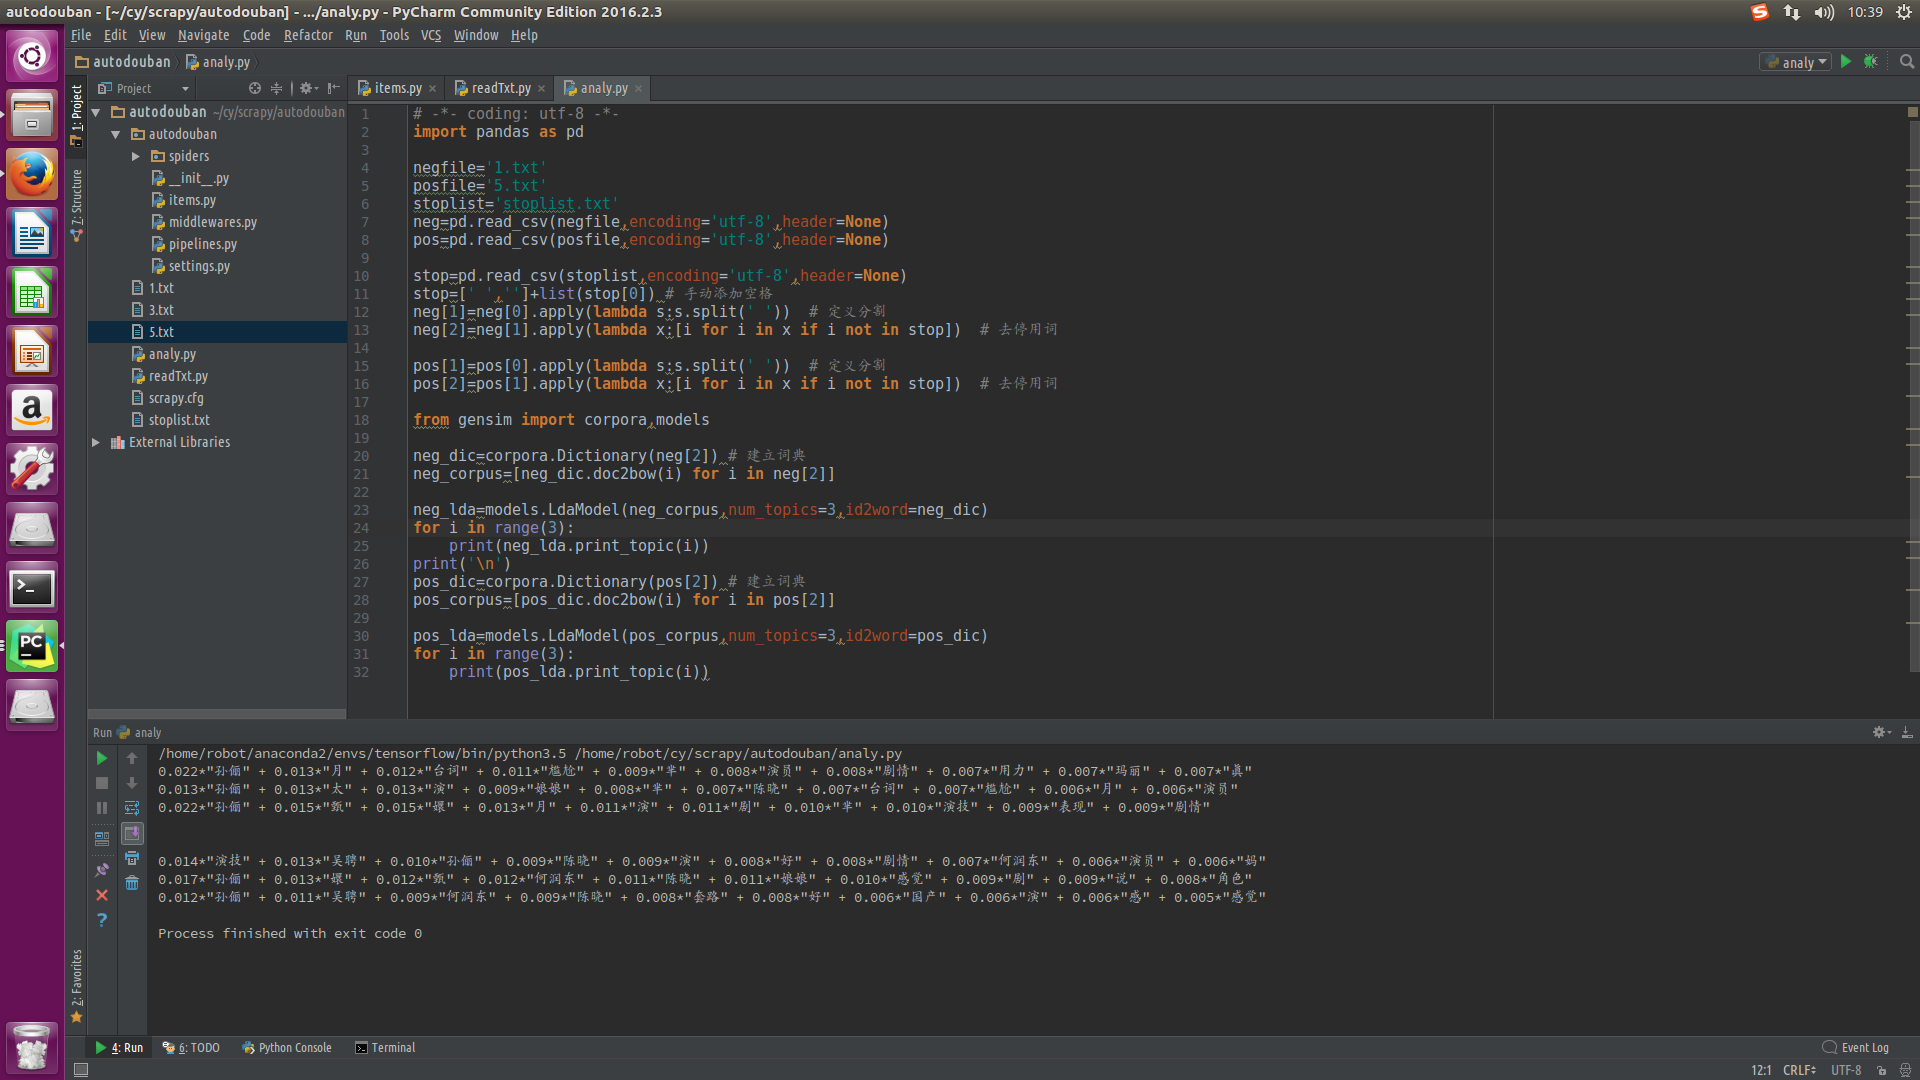 autodouban - [~/cy/scrapy/autodouban] - .../analy.py - PyCharm Community Edition 2016.2.3
10:39
File Edit View Navigate Code Refactor Run Tools VCS Window Help
autodouban analy.py
analy
Project
items.py readTxt.py analy.py
1: Project
7: Structure
2: Favorites
autodouban ~/cy/scrapy/autodouban
autodouban
spiders
__init__.py
items.py
middlewares.py
pipelines.py
settings.py
1.txt
3.txt
5.txt
analy.py
readTxt.py
scrapy.cfg
stoplist.txt
External Libraries
1 # -*- coding: utf-8 -*-
2 import pandas as pd
3
4 negfile='1.txt'
5 posfile='5.txt'
6 stoplist='stoplist.txt'
7 neg=pd.read_csv(negfile,encoding='utf-8',header=None)
8 pos=pd.read_csv(posfile,encoding='utf-8',header=None)
9
10 stop=pd.read_csv(stoplist,encoding='utf-8',header=None)
11 stop=[' ','']+list(stop[0]) # 手动添加空格
12 neg[1]=neg[0].apply(lambda s:s.split(' ')) # 定义分割
13 neg[2]=neg[1].apply(lambda x:[i for i in x if i not in stop]) # 去停用词
14
15 pos[1]=pos[0].apply(lambda s:s.split(' ')) # 定义分割
16 pos[2]=pos[1].apply(lambda x:[i for i in x if i not in stop]) # 去停用词
17
18 from gensim import corpora,models
19
20 neg_dic=corpora.Dictionary(neg[2]) # 建立词典
21 neg_corpus=[neg_dic.doc2bow(i) for i in neg[2]]
22
23 neg_lda=models.LdaModel(neg_corpus,num_topics=3,id2word=neg_dic)
24 for i in range(3):
25 print(neg_lda.print_topic(i))
26 print('\n')
27 pos_dic=corpora.Dictionary(pos[2]) # 建立词典
28 pos_corpus=[pos_dic.doc2bow(i) for i in pos[2]]
29
30 pos_lda=models.LdaModel(pos_corpus,num_topics=3,id2word=pos_dic)
31 for i in range(3):
32 print(pos_lda.print_topic(i))
Run analy
/home/robot/anaconda2/envs/tensorflow/bin/python3.5 /home/robot/cy/scrapy/autodouban/analy.py
0.022*"孙俪" + 0.013*"月" + 0.012*"台词" + 0.011*"尴尬" + 0.009*"芈" + 0.008*"演员" + 0.008*"剧情" + 0.007*"用力" + 0.007*"玛丽" + 0.007*"真"
0.013*"孙俪" + 0.013*"太" + 0.013*"演" + 0.009*"娘娘" + 0.008*"芈" + 0.007*"陈晓" + 0.007*"台词" + 0.007*"尴尬" + 0.006*"月" + 0.006*"演员"
0.022*"孙俪" + 0.015*"甄" + 0.015*"嬛" + 0.013*"月" + 0.011*"演" + 0.011*"剧" + 0.010*"芈" + 0.010*"演技" + 0.009*"表现" + 0.009*"剧情"
0.014*"演技" + 0.013*"吴聘" + 0.010*"孙俪" + 0.009*"陈晓" + 0.009*"演" + 0.008*"好" + 0.008*"剧情" + 0.007*"何润东" + 0.006*"演员" + 0.006*"妈"
0.017*"孙俪" + 0.013*"嬛" + 0.012*"甄" + 0.012*"何润东" + 0.011*"陈晓" + 0.011*"娘娘" + 0.010*"感觉" + 0.009*"剧" + 0.009*"说" + 0.008*"角色"
0.012*"孙俪" + 0.011*"吴聘" + 0.009*"何润东" + 0.009*"陈晓" + 0.008*"套路" + 0.008*"好" + 0.006*"国产" + 0.006*"演" + 0.006*"感" + 0.005*"感觉"
Process finished with exit code 0
4: Run 6: TODO Python Console Terminal Event Log
12:1 CRLF UTF-8